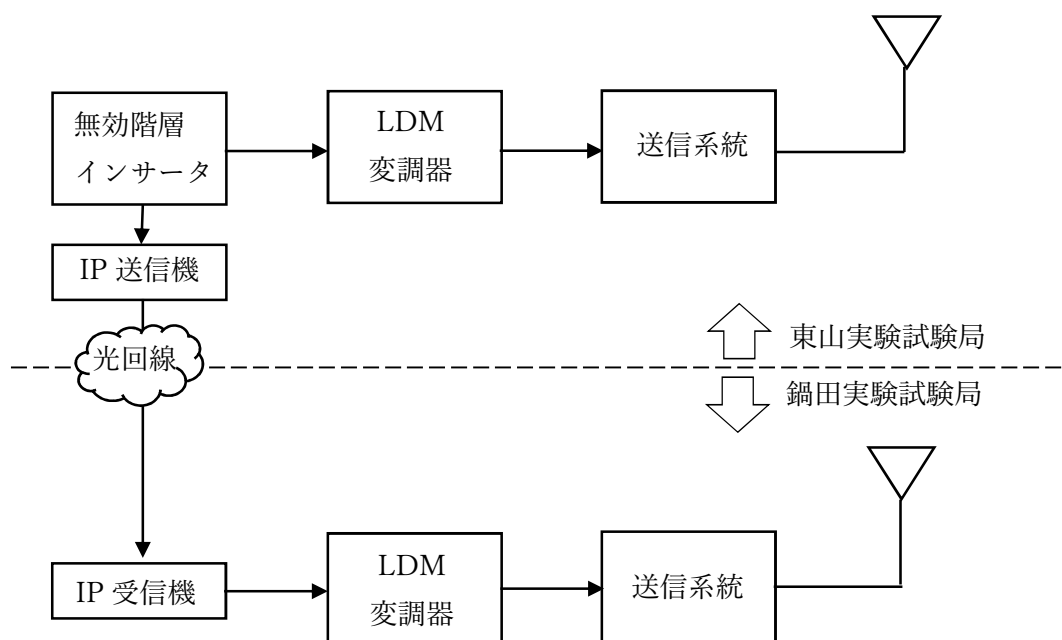 無効階層
インサータ
LDM
変調器
送信系統
IP 送信機
光回線
東山実験試験局
鍋田実験試験局
IP 受信機
LDM
変調器
送信系統